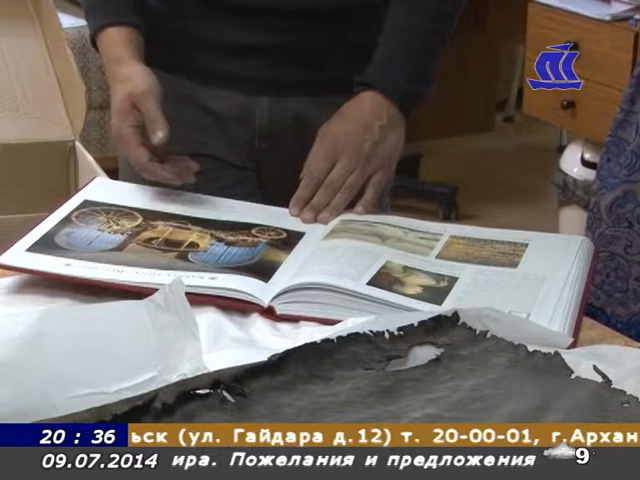 20 : 36 ьск (ул. Гайдара д.12) т. 20-00-01, г.Архан
09.07.2014 ира. Пожелания и предложения 9